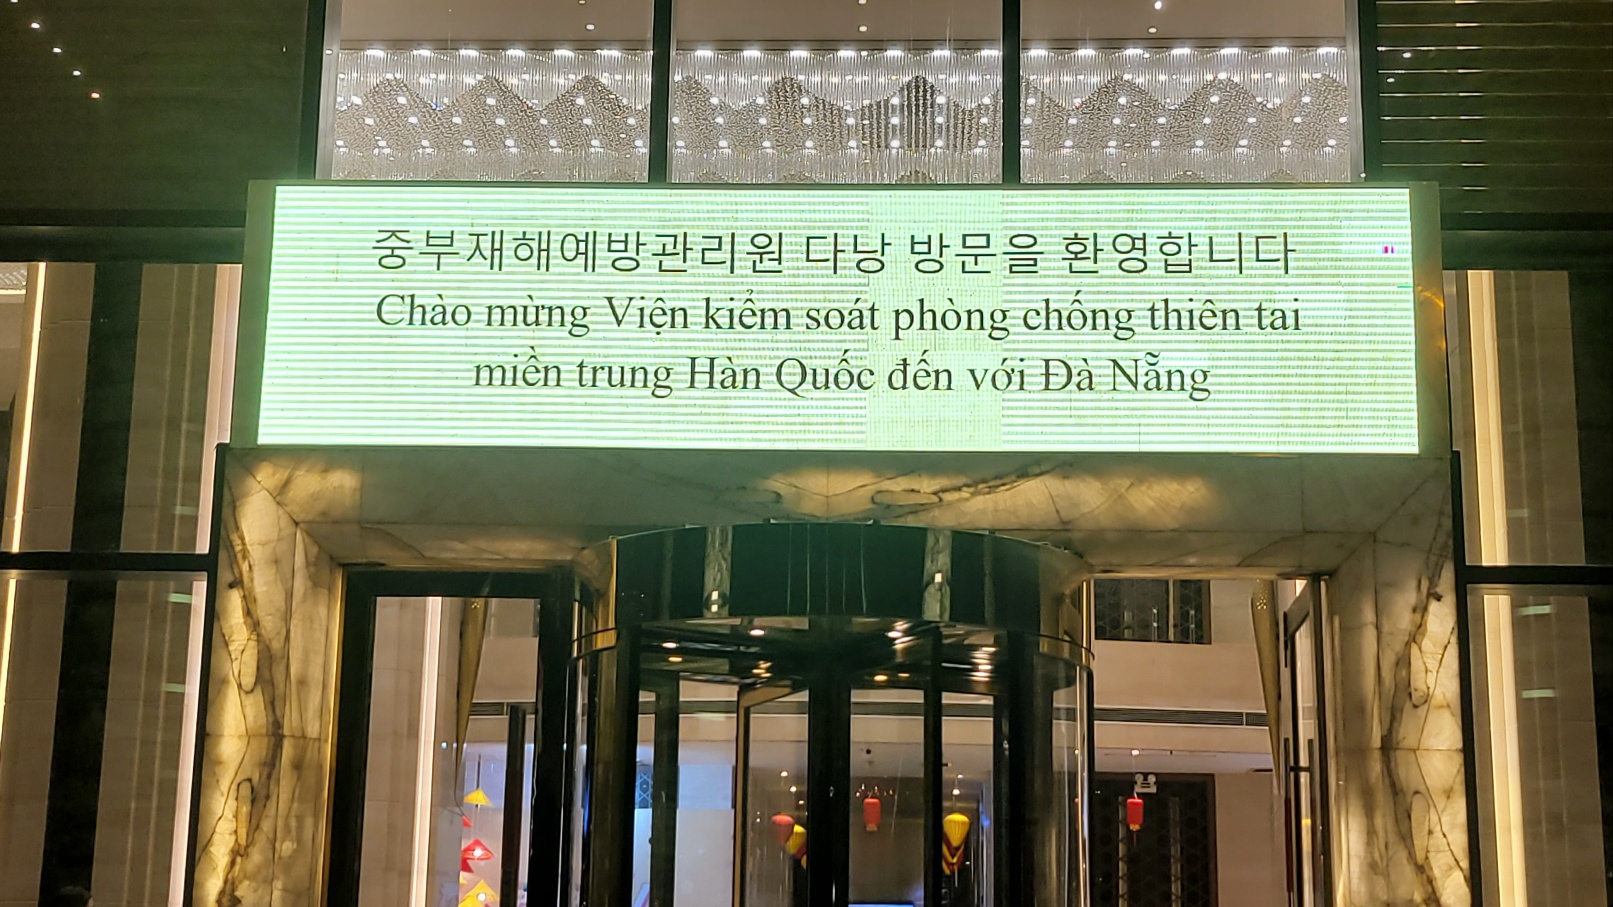 중부재해예방관리원 다낭 방문을 환영합니다
Chào mừng Viện kiểm soát phòng chống thiên tai
miền trung Hàn Quốc đến với Đà Nẵng